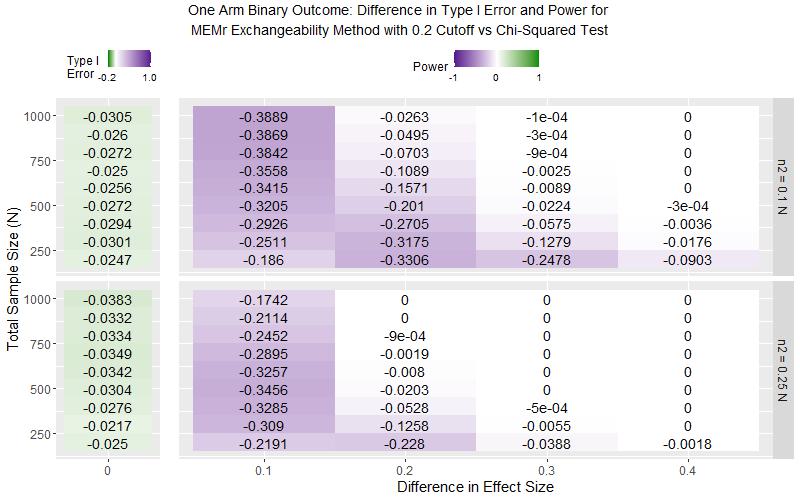 One Arm Binary Outcome: Difference in Type I Error and Power for
MEMr Exchangeability Method with 0.2 Cutoff vs Chi-Squared Test
Type I
Error -0.2 1.0
Power -1 0 1
1000 -0.0305 -0.3889 -0.0263 -1e-04 0
-0.026 -0.3869 -0.0495 -3e-04 0
-0.0272 -0.3842 -0.0703 -9e-04 0
750 -0.025 -0.3558 -0.1089 -0.0025 0
-0.0256 -0.3415 -0.1571 -0.0089 0
500 -0.0272 -0.3205 -0.201 -0.0224 -3e-04
-0.0294 -0.2926 -0.2705 -0.0575 -0.0036
-0.0301 -0.2511 -0.3175 -0.1279 -0.0176
250 -0.0247 -0.186 -0.3306 -0.2478 -0.0903
n2 = 0.1 N
1000 -0.0383 -0.1742 0 0 0
-0.0332 -0.2114 0 0 0
-0.0334 -0.2452 -9e-04 0 0
750 -0.0349 -0.2895 -0.0019 0 0
-0.0342 -0.3257 -0.008 0 0
500 -0.0304 -0.3456 -0.0203 0 0
-0.0276 -0.3285 -0.0528 -5e-04 0
-0.0217 -0.309 -0.1258 -0.0055 0
250 -0.025 -0.2191 -0.228 -0.0388 -0.0018
n2 = 0.25 N
Total Sample Size (N)
0 0.1 0.2 0.3 0.4
Difference in Effect Size